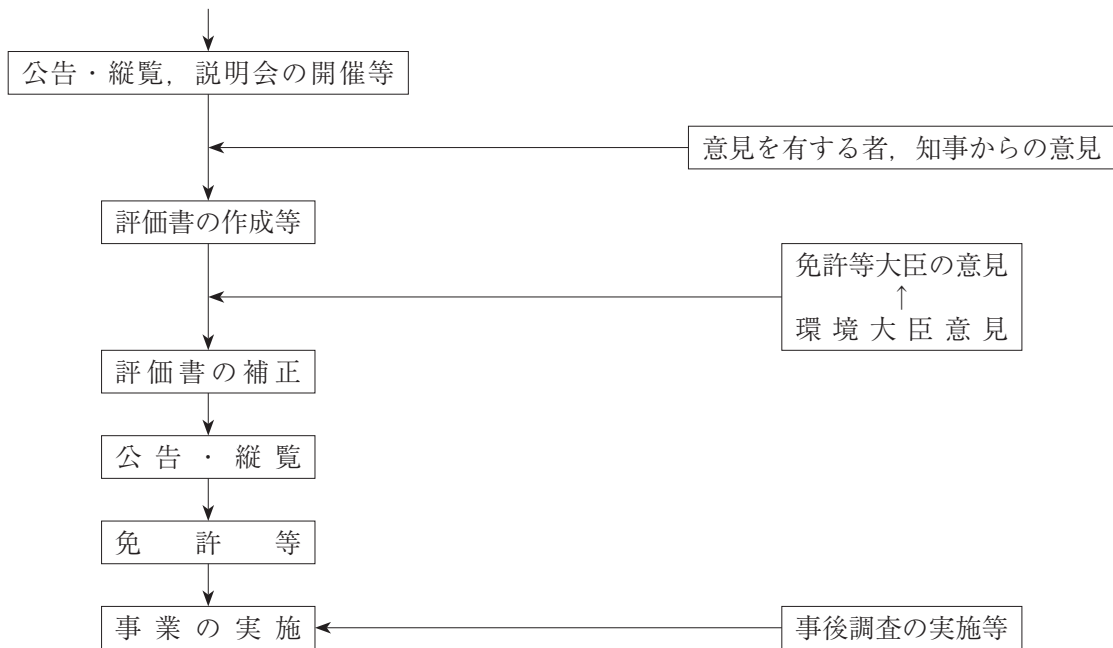 公告・縦覧，説明会の開催等
意見を有する者，知事からの意見
評価書の作成等
免許等大臣の意見
↑
環境大臣意見
評価書の補正
公告・縦覧
免許等
事業の実施
事後調査の実施等